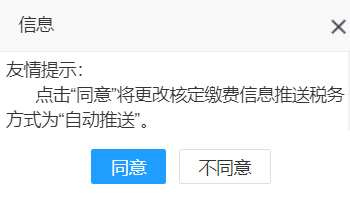 信息
友情提示：
点击“同意”将更改核定缴费信息推送税务
方式为“自动推送”。
同意
不同意